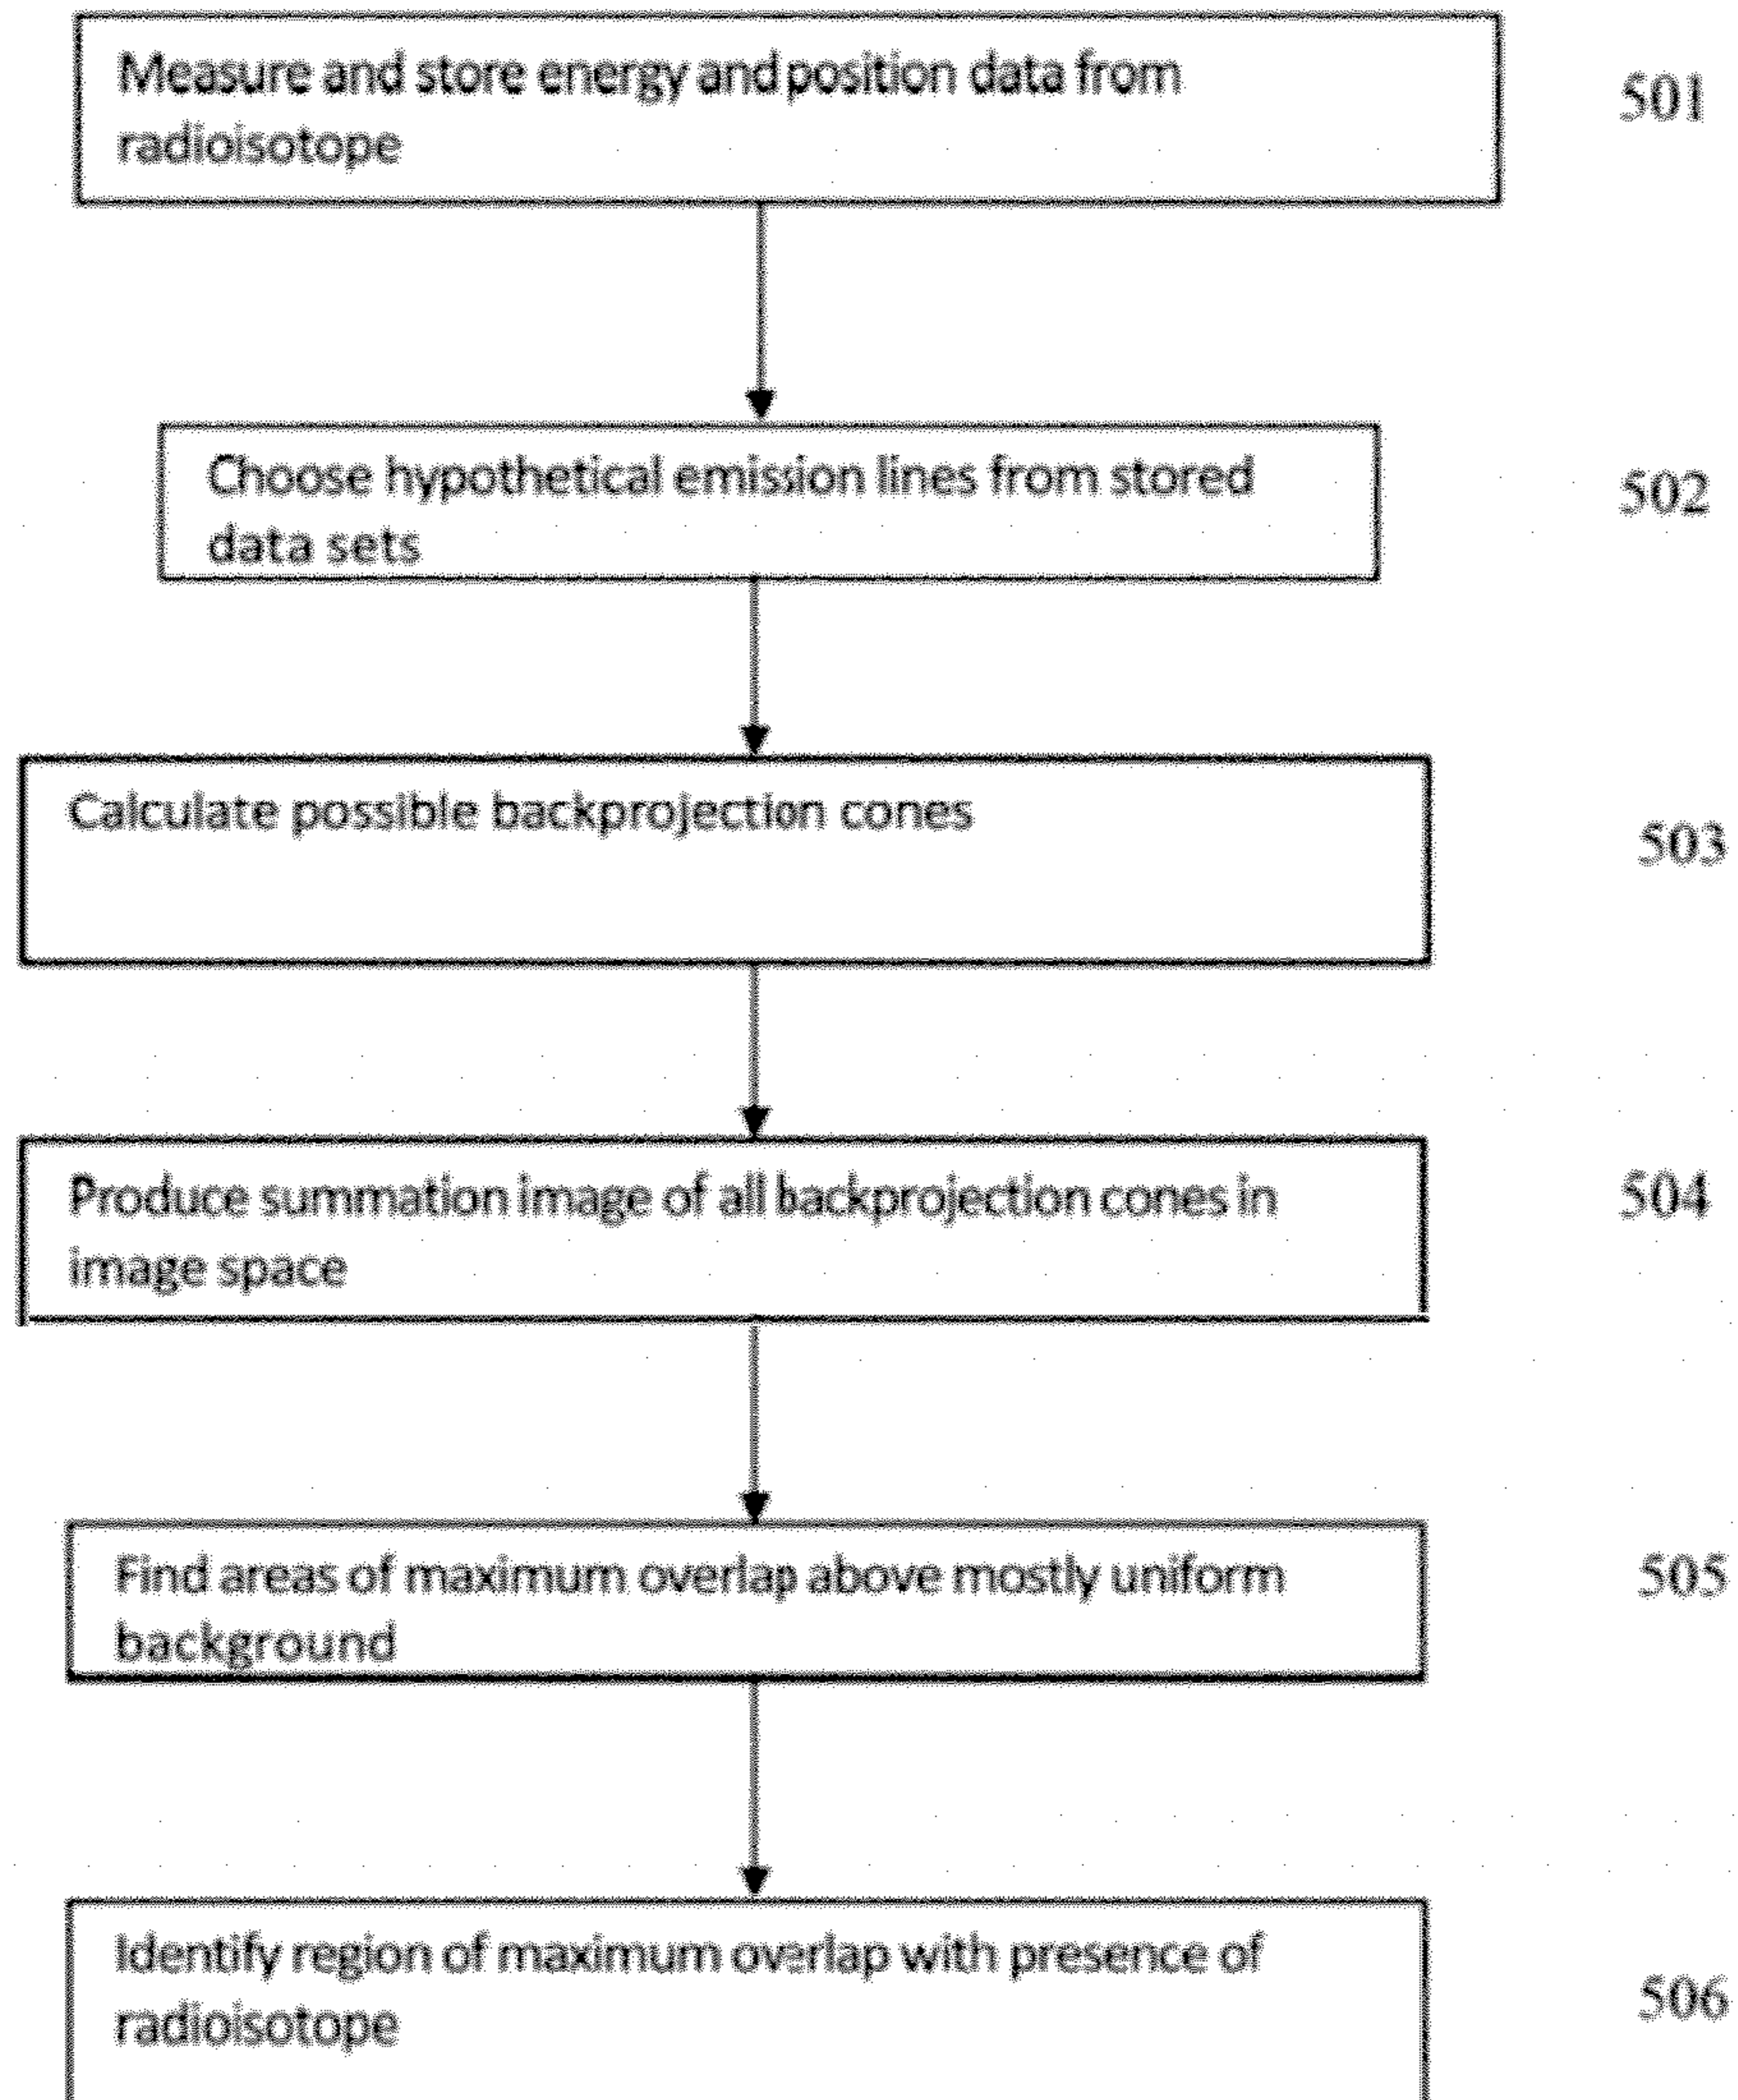 Measure and store energy and position data from
radioisotope
501
Choose hypothetical emission lines from stored
data sets
502
Calculate possible backprojection cones
503
Produce summation image of all backprojection cones in
image space
504
Find areas of maximum overlap above mostly uniform
background
505
Identify region of maximum overlap with presence of
radioisotope
506